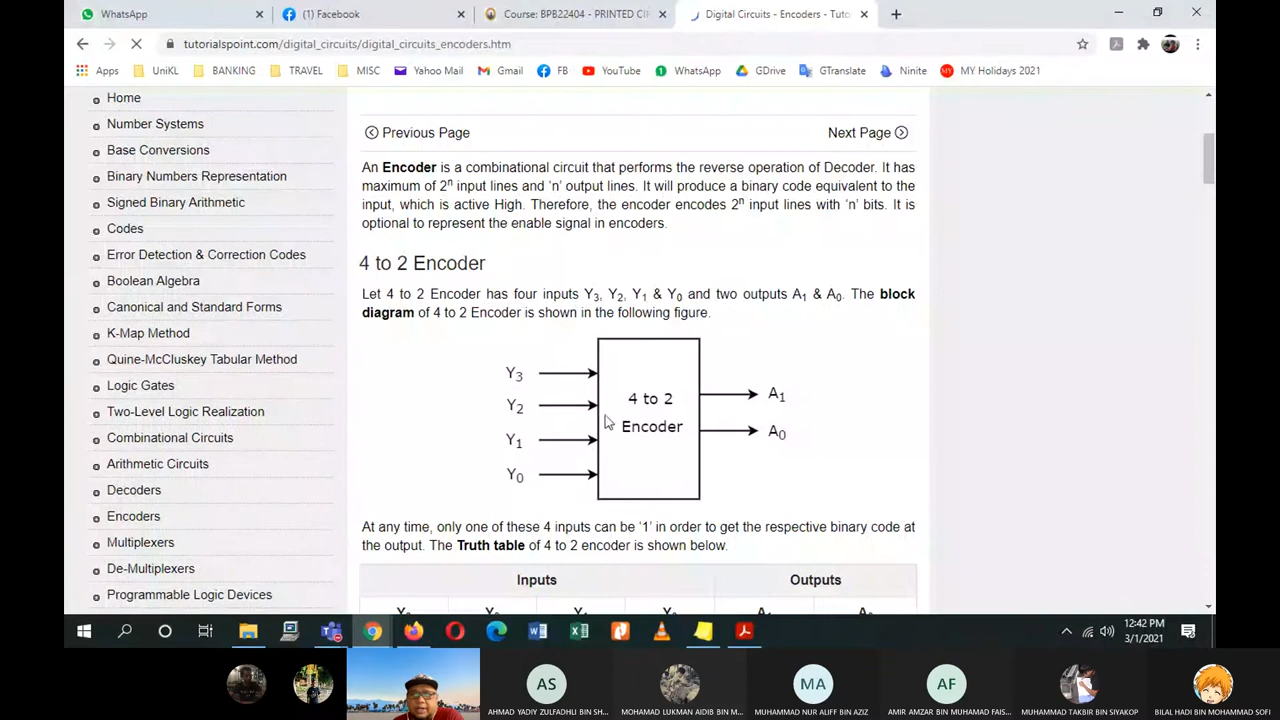 WhatsApp
(1) Facebook
Course: BPB22404 - PRINTED CI
Digital Circuits - Encoders - Tuto
tutorialspoint.com/digital_circuits/digital_circuits_encoders.htm
Apps UniKL BANKING TRAVEL MISC Yahoo Mail Gmail FB YouTube WhatsApp GDrive GTranslate Ninite MY Holidays 2021
Home
Number Systems
Base Conversions
Binary Numbers Representation
Signed Binary Arithmetic
Codes
Error Detection & Correction Codes
Boolean Algebra
Canonical and Standard Forms
K-Map Method
Quine-McCluskey Tabular Method
Logic Gates
Two-Level Logic Realization
Combinational Circuits
Arithmetic Circuits
Decoders
Encoders
Multiplexers
De-Multiplexers
Programmable Logic Devices
Previous Page Next Page
An Encoder is a combinational circuit that performs the reverse operation of Decoder. It has
maximum of 2ⁿ input lines and ‘n’ output lines. It will produce a binary code equivalent to the
input, which is active High. Therefore, the encoder encodes 2ⁿ input lines with ‘n’ bits. It is
optional to represent the enable signal in encoders.
4 to 2 Encoder
Let 4 to 2 Encoder has four inputs Y₃, Y₂, Y₁ & Y₀ and two outputs A₁ & A₀. The block
diagram of 4 to 2 Encoder is shown in the following figure.
Y₃
Y₂
Y₁
Y₀
4 to 2
Encoder
A₁
A₀
At any time, only one of these 4 inputs can be ‘1’ in order to get the respective binary code at
the output. The Truth table of 4 to 2 encoder is shown below.
Inputs Outputs
12:42 PM
3/1/2021
AS
MA
AF
AHMAD YADIY ZULFADHLI BIN SH...
MOHAMAD LUKMAN AIDIB BIN M...
MUHAMMAD NUR ALIFF BIN AZIZ
AMIR AMZAR BIN MUHAMAD FAIS...
MUHAMMAD TAKBIR BIN SIYAKOP
BILAL HADI BIN MOHAMMAD SOFI